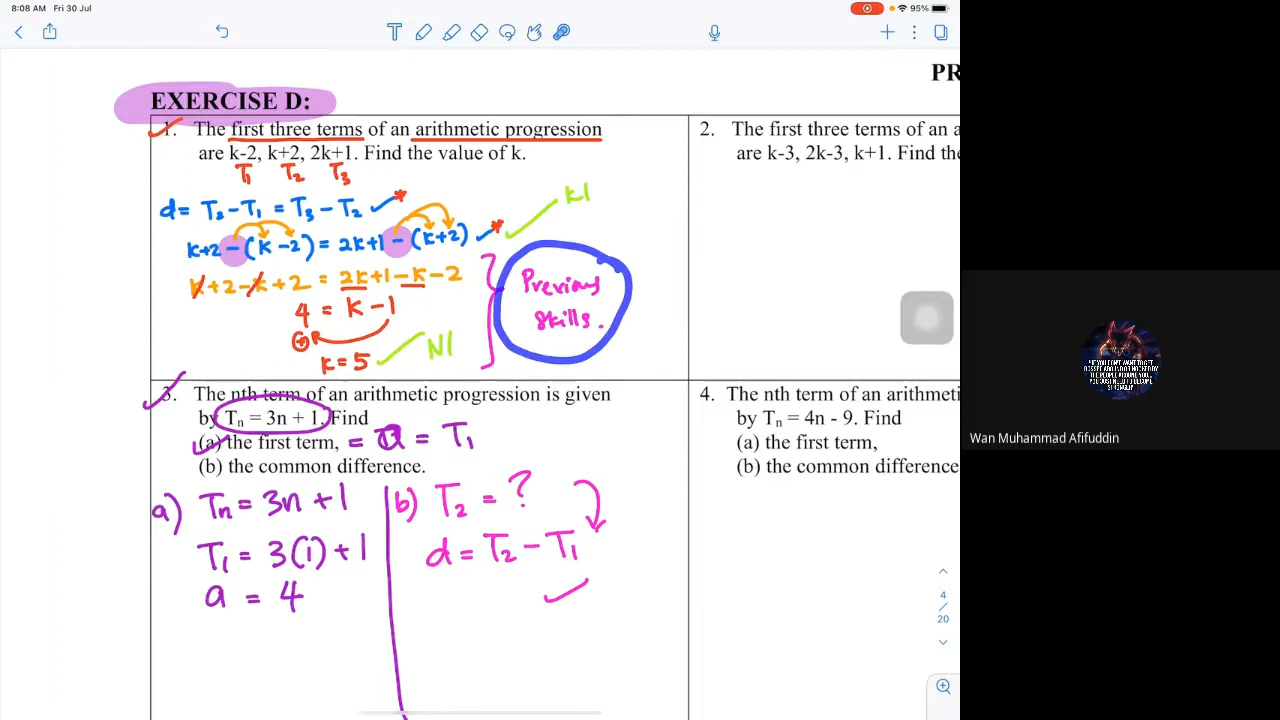 8:08 AM Fri 30 Jul
95%
PR
EXERCISE D:
1. The first three terms of an arithmetic progression
are k-2, k+2, 2k+1. Find the value of k.
T1 T2 T3
d = T2 - T1 = T3 - T2
k+2 - (k - 2) = 2k+1 - (k+2)
K1
k+2-k+2 = 2k+1-k-2
4 = k - 1
k = 5
N1
Previous
skills.
2. The first three terms of an a
are k-3, 2k-3, k+1. Find the
3. The nth term of an arithmetic progression is given
by Tn = 3n + 1. Find
(a) the first term, = a = T1
(b) the common difference.
a) Tn = 3n + 1
T1 = 3(1) + 1
a = 4
b) T2 = ?
d = T2 - T1
4. The nth term of an arithmeti
by Tn = 4n - 9. Find
(a) the first term,
(b) the common difference
4
/
20
Wan Muhammad Afifuddin